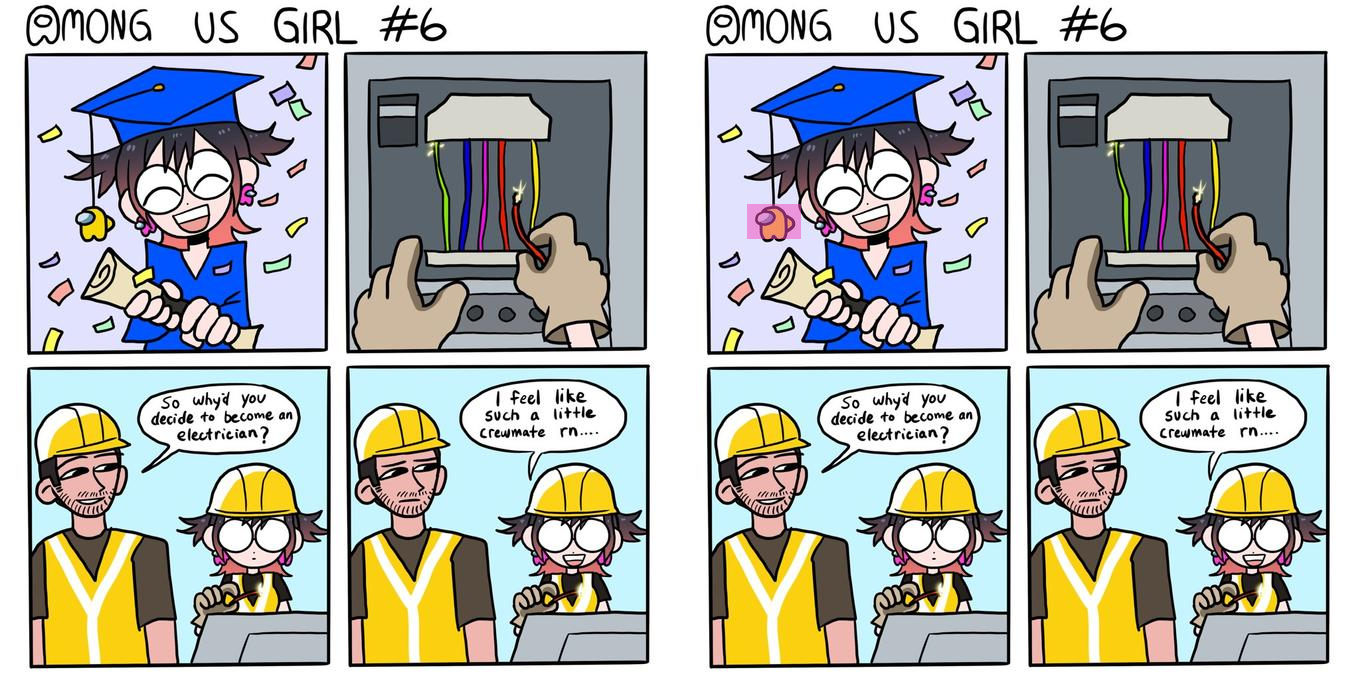 AMONG US GIRL #6
So why'd you
decide to become an
electrician?
I feel like
such a little
crewmate rn....
AMONG US GIRL #6
So why'd you
decide to become an
electrician?
I feel like
such a little
crewmate rn....